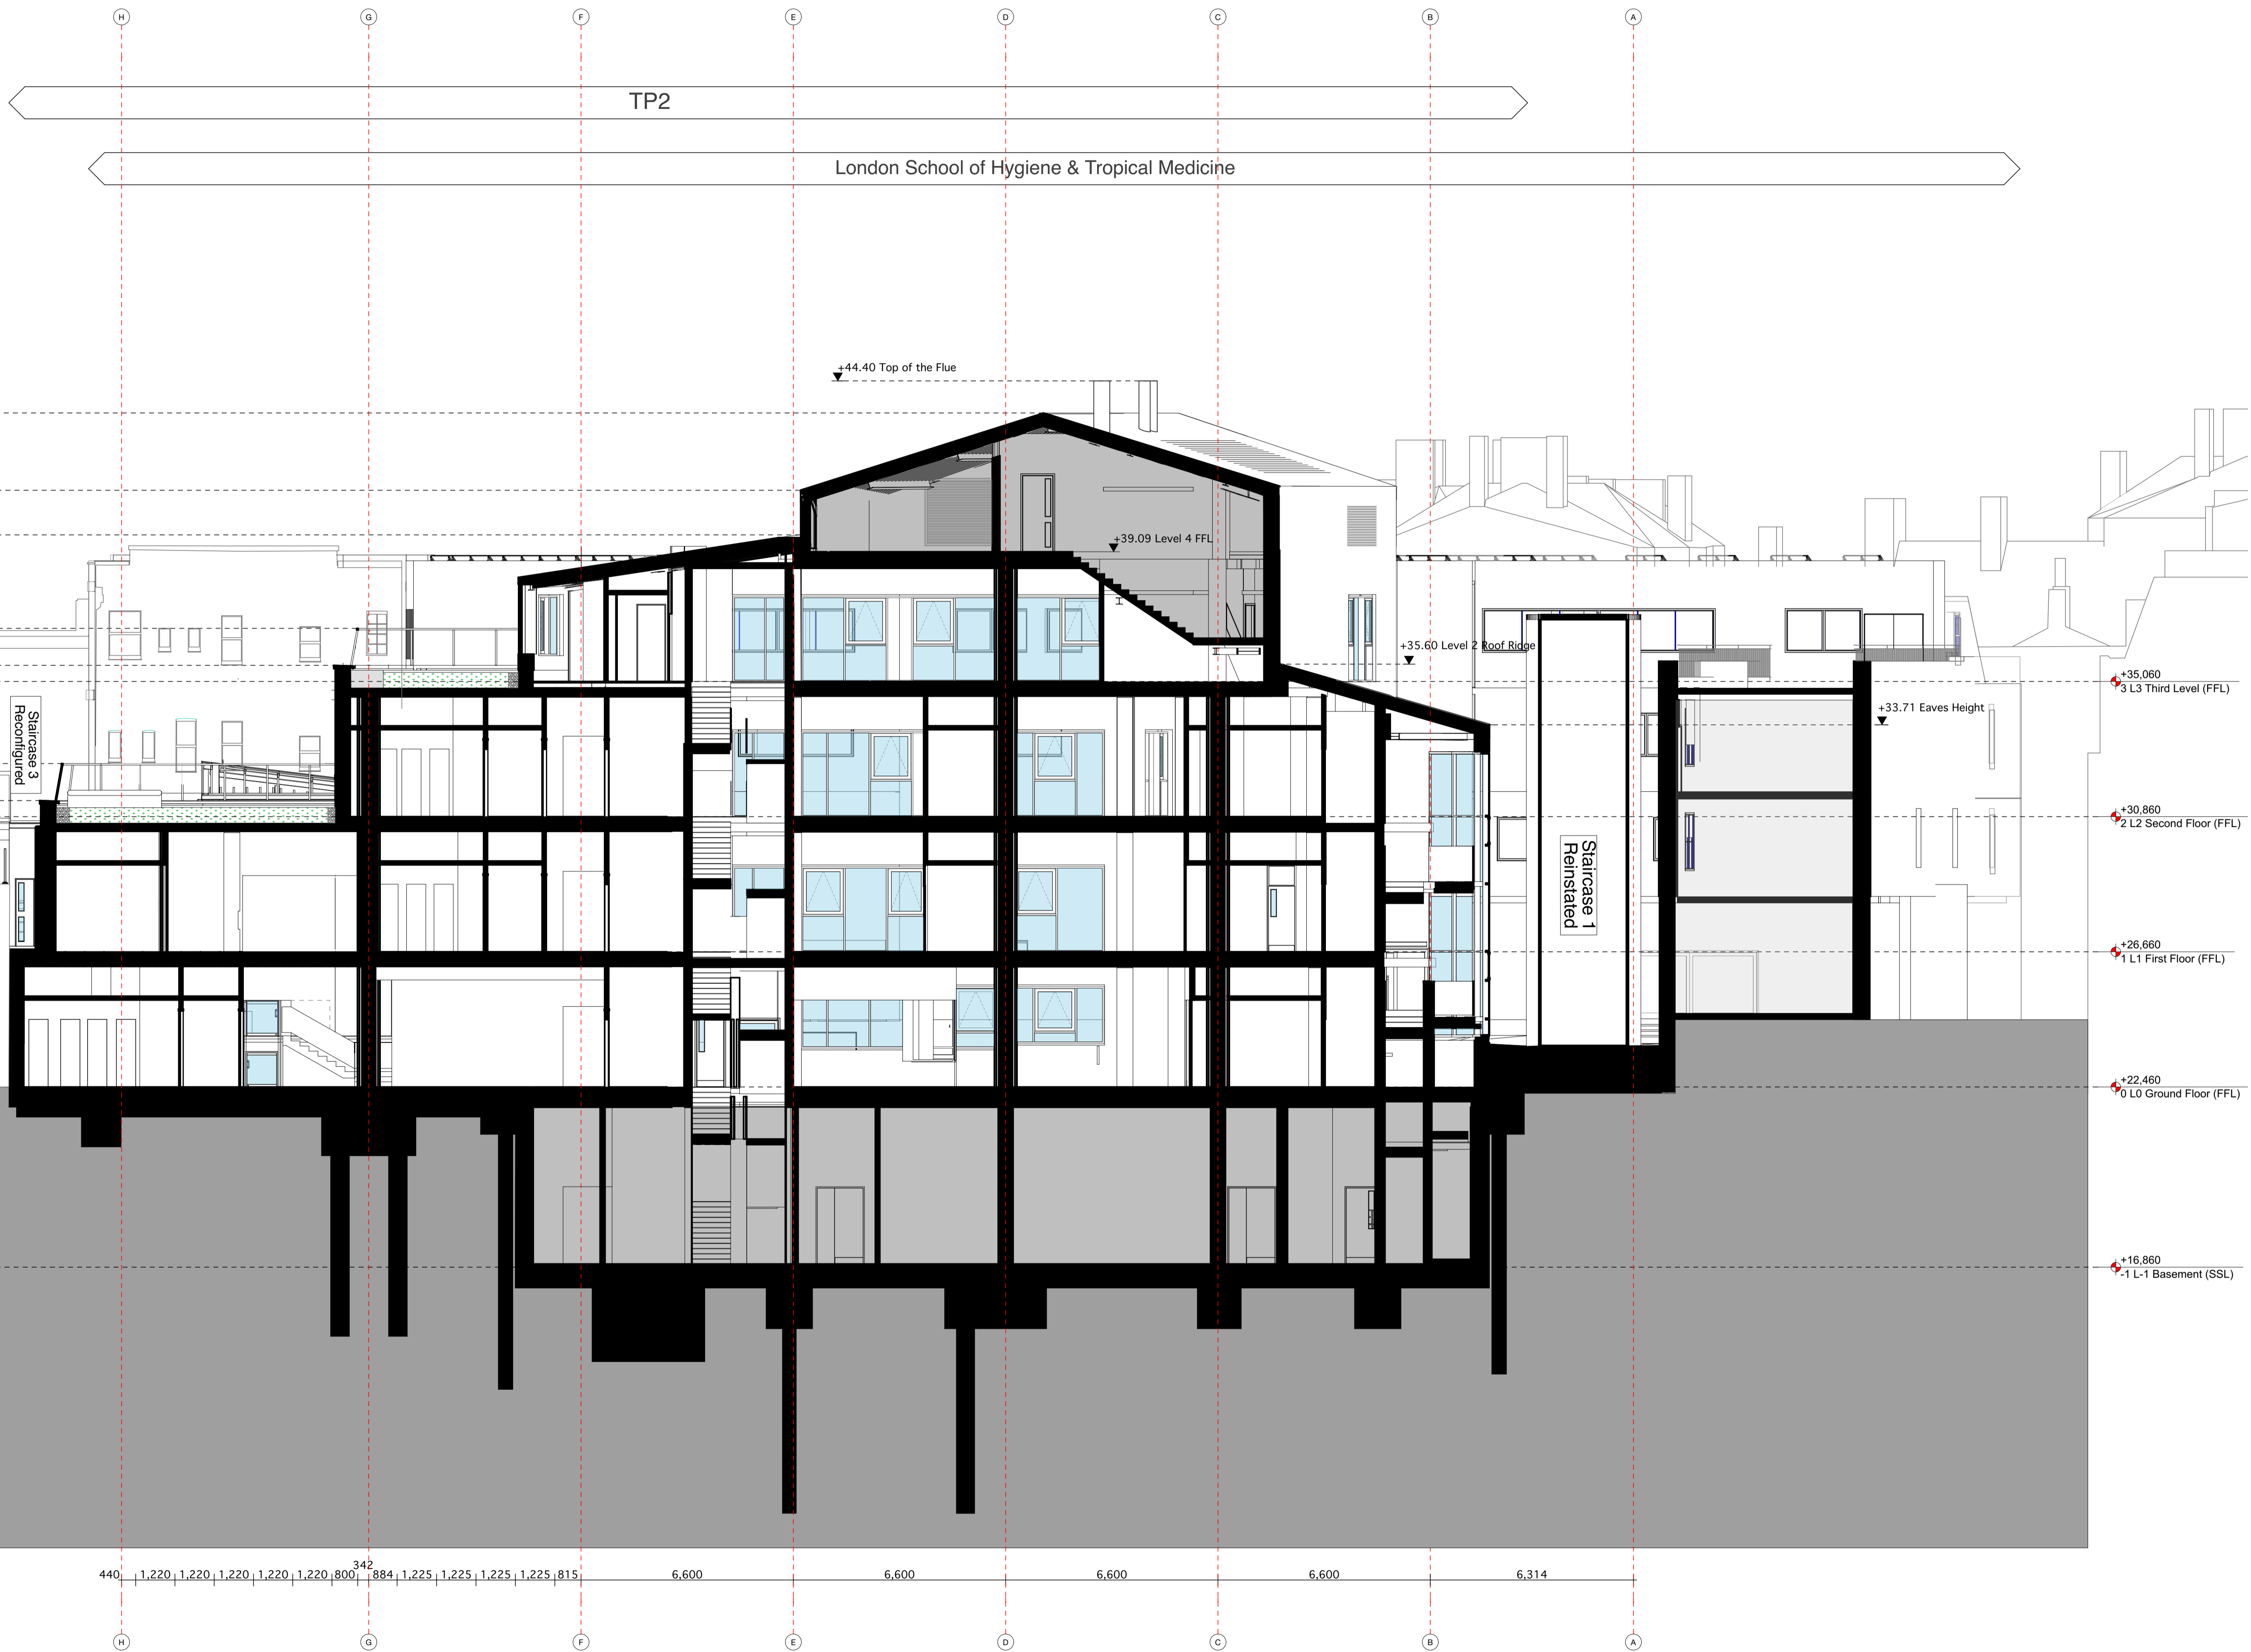 H G F E D C B A
TP2
London School of Hygiene & Tropical Medicine
+44.40 Top of the Flue
+39.09 Level 4 FFL
+35.60 Level 2 Roof Ridge
+35,060
3 L3 Third Level (FFL)
+33.71 Eaves Height
Staircase 3
Reconfigured
+30,860
2 L2 Second Floor (FFL)
Staircase 1
Reinstated
+26,660
1 L1 First Floor (FFL)
+22,460
0 L0 Ground Floor (FFL)
+16,860
-1 L-1 Basement (SSL)
342
440 1,220 1,220 1,220 1,220 1,220 800 884 1,225 1,225 1,225 1,225 815 6,600 6,600 6,600 6,600 6,314
H G F E D C B A